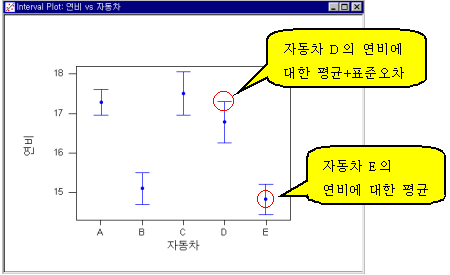 Interval Plot: 연비 vs 자동차
자동차 D의 연비에
대한 평균+표준오차
18
17
16
15
연비
자동차 E의
연비에 대한 평균
A B C D E
자동차